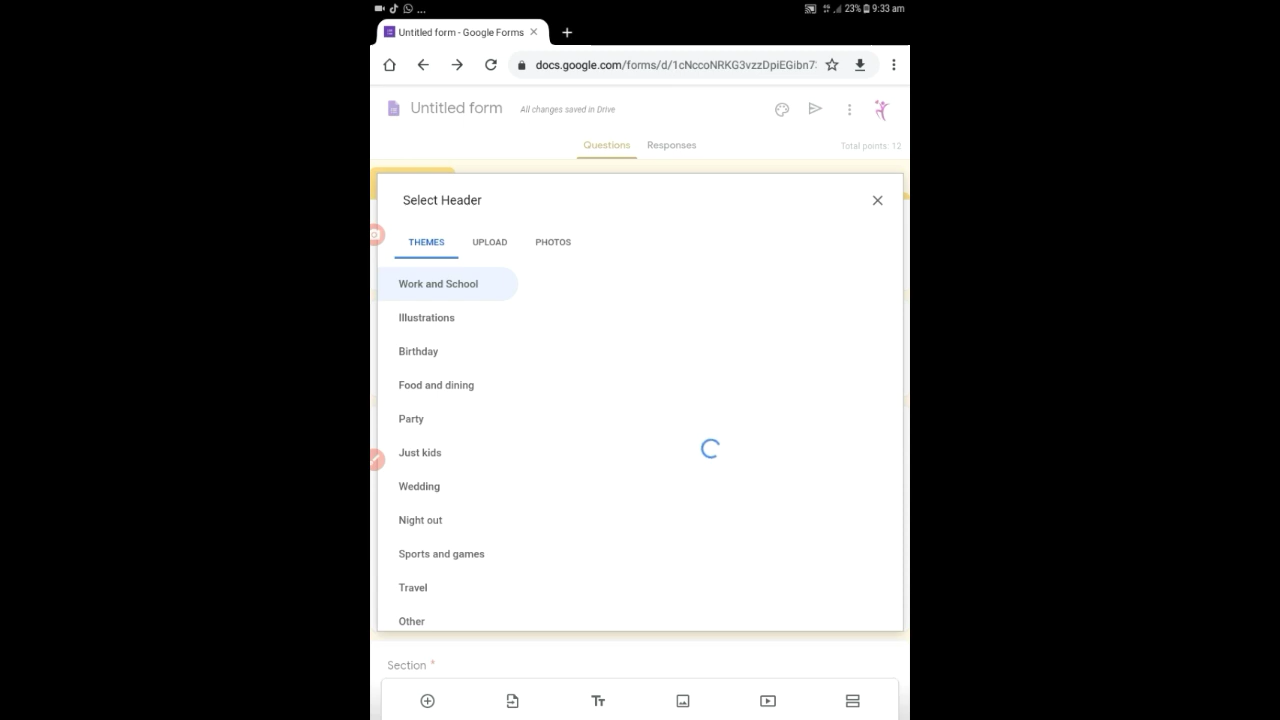 ... 23% 9:33 am
Untitled form - Google Forms
docs.google.com/forms/d/1cNccoNRKG3vzzDpiEGibn7
Untitled form All changes saved in Drive
Questions Responses Total points: 12
Select Header
THEMES UPLOAD PHOTOS
Work and School
Illustrations
Birthday
Food and dining
Party
Just kids
Wedding
Night out
Sports and games
Travel
Other
Section *
Tт